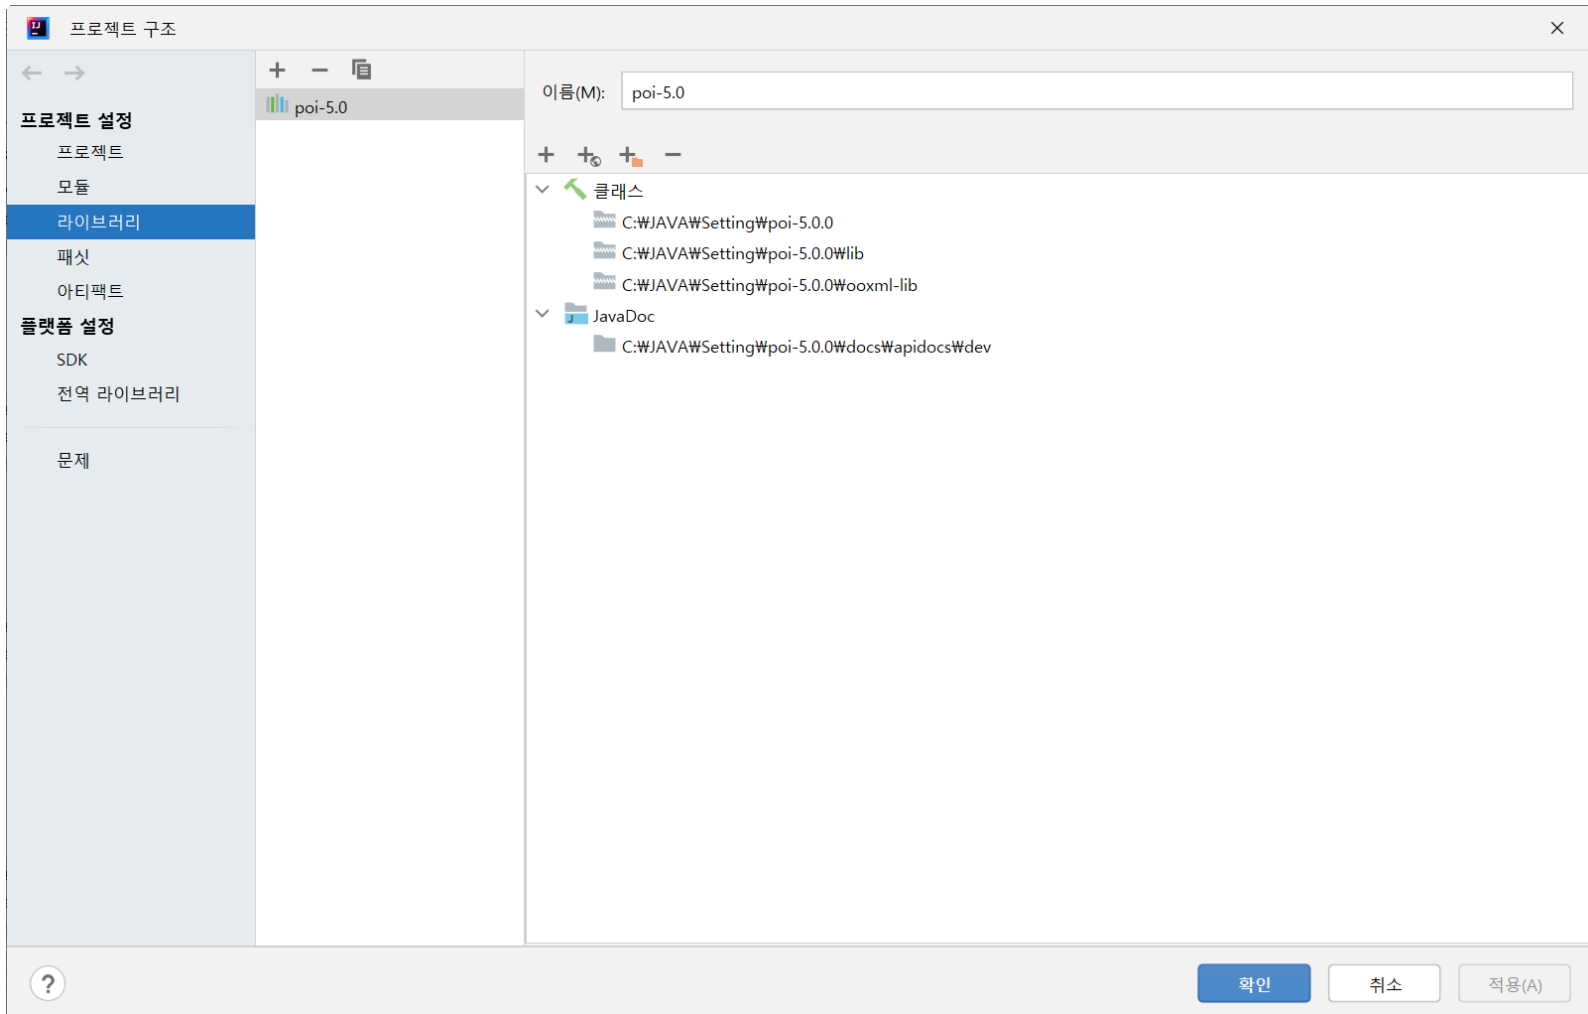 프로젝트 구조
프로젝트 설정
프로젝트
모듈
라이브러리
패싯
아티팩트
플랫폼 설정
SDK
전역 라이브러리
문제
poi-5.0
이름(M): poi-5.0
클래스
C:₩JAVA₩Setting₩poi-5.0.0
C:₩JAVA₩Setting₩poi-5.0.0₩lib
C:₩JAVA₩Setting₩poi-5.0.0₩ooxml-lib
JavaDoc
C:₩JAVA₩Setting₩poi-5.0.0₩docs₩apidocs₩dev
?
확인 취소 적용(A)